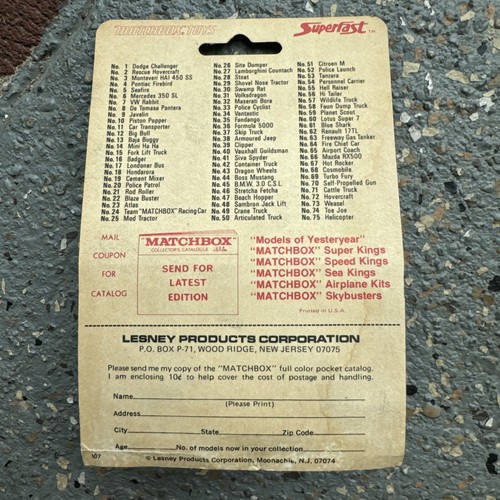 MATCHBOX TOYS
SUPERFAST TM
No. 1 Dodge Challenger
No. 2 Rescue Hovercraft
No. 3 Monteverdi HAI 450 SS
No. 4 Pontiac Firebird
No. 5 Seafire
No. 6 Mercedes 350 SL
No. 7 VW Rabbit
No. 8 De Tomaso Pantera
No. 9 Javelin
No. 10 Piston Popper
No. 11 Car Transporter
No. 12 Big Bull
No. 13 Baja Buggy
No. 14 Mini Ha Ha
No. 15 Fork Lift Truck
No. 16 Badger
No. 17 Londoner Bus
No. 18 Hondarora
No. 19 Cement Mixer
No. 20 Police Patrol
No. 21 Rod Roller
No. 22 Blaze Buster
No. 23 Atlas
No. 24 Team "MATCHBOX" Racing Car
No. 25 Mod Tractor
No. 26 Site Dumper
No. 27 Lamborghini Countach
No. 28 Stoat
No. 29 Shovel Nose Tractor
No. 30 Swamp Rat
No. 31 Volksdragon
No. 32 Maserati Bora
No. 33 Police Cyclist
No. 34 Vantastic
No. 35 Fandango
No. 36 Formula 5000
No. 37 Skip Truck
No. 38 Armoured Jeep
No. 39 Clipper
No. 40 Vauxhall Guildsman
No. 41 Siva Spyder
No. 42 Container Truck
No. 43 Dragon Wheels
No. 44 Boss Mustang
No. 45 B.M.W. 3.0 C.S.L.
No. 46 Stretcha Fetcha
No. 47 Beach Hopper
No. 48 Sambron Jack Lift
No. 49 Crane Truck
No. 50 Articulated Truck
No. 51 Citroen M
No. 52 Police Launch
No. 53 Tanzara
No. 54 Personnel Carrier
No. 55 Hell Raiser
No. 56 Hi Tailer
No. 57 Wildlife Truck
No. 58 Faun Dump Truck
No. 59 Planet Scout
No. 60 Lotus Super 7
No. 61 Blue Shark
No. 62 Renault 17TL
No. 63 Freeway Gas Tanker
No. 64 Fire Chief Car
No. 65 Airport Coach
No. 66 Mazda RX500
No. 67 Hot Rocker
No. 68 Cosmobile
No. 69 Turbo Fury
No. 70 Self-Propelled Gun
No. 71 Cattle Truck
No. 72 Hovercraft
No. 73 Weasel
No. 74 Toe Joe
No. 75 Helicopter
MAIL
COUPON
FOR
CATALOG
MATCHBOX
COLLECTOR'S CATALOGUE
SEND FOR
LATEST
EDITION
"Models of Yesteryear"
"MATCHBOX" Super Kings
"MATCHBOX" Speed Kings
"MATCHBOX" Sea Kings
"MATCHBOX" Airplane Kits
"MATCHBOX" Skybusters
Printed in U.S.A.
LESNEY PRODUCTS CORPORATION
P.O. BOX P-71, WOOD RIDGE, NEW JERSEY 07075
Please send me my copy of the "MATCHBOX" full color pocket catalog.
I am enclosing 10¢ to help cover the cost of postage and handling.
Name
(Please Print)
Address
City State Zip Code
Age No. of models now in your collection
107 © Lesney Products Corporation, Moonachie, N.J. 07074